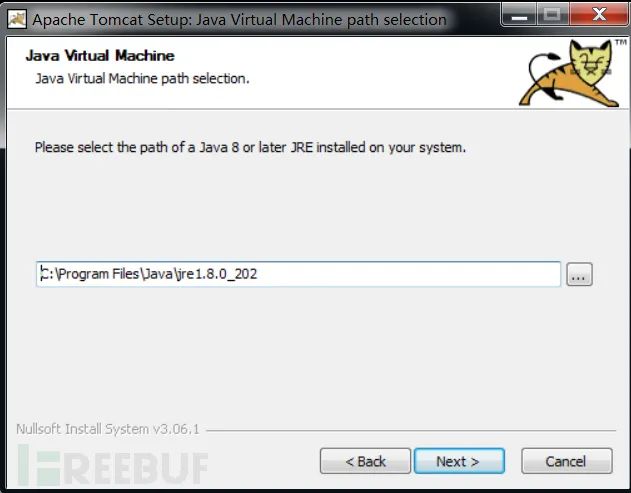 Apache Tomcat Setup: Java Virtual Machine path selection
Java Virtual Machine
Java Virtual Machine path selection.
TM
Please select the path of a Java 8 or later JRE installed on your system.
C:\Program Files\Java\jre1.8.0_202
...
Nullsoft Install System v3.06.1
FREEBUF
< Back
Next >
Cancel